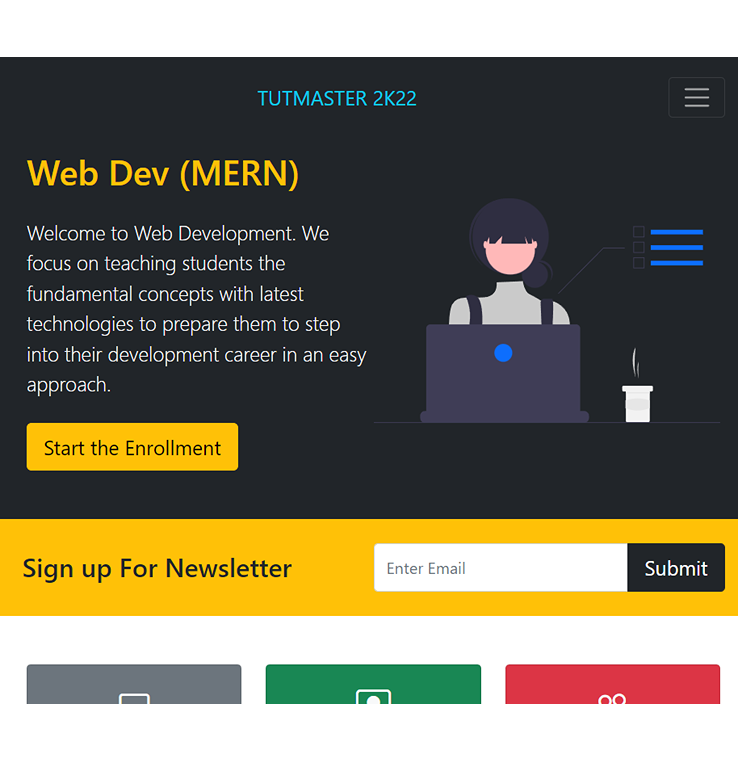 TUTMASTER 2K22
Web Dev (MERN)
Welcome to Web Development. We
focus on teaching students the
fundamental concepts with latest
technologies to prepare them to step
into their development career in an easy
approach.
Start the Enrollment
Sign up For Newsletter
Enter Email
Submit